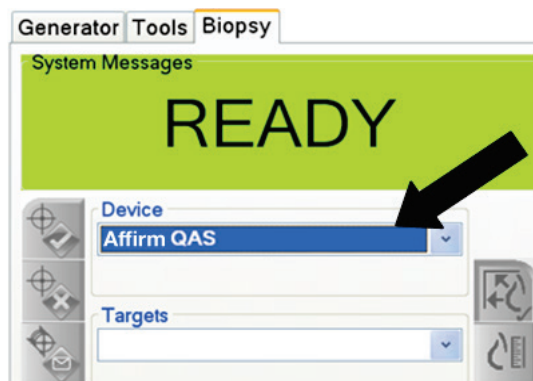 Generator Tools Biopsy
System Messages
READY
Device
Affirm QAS
Targets